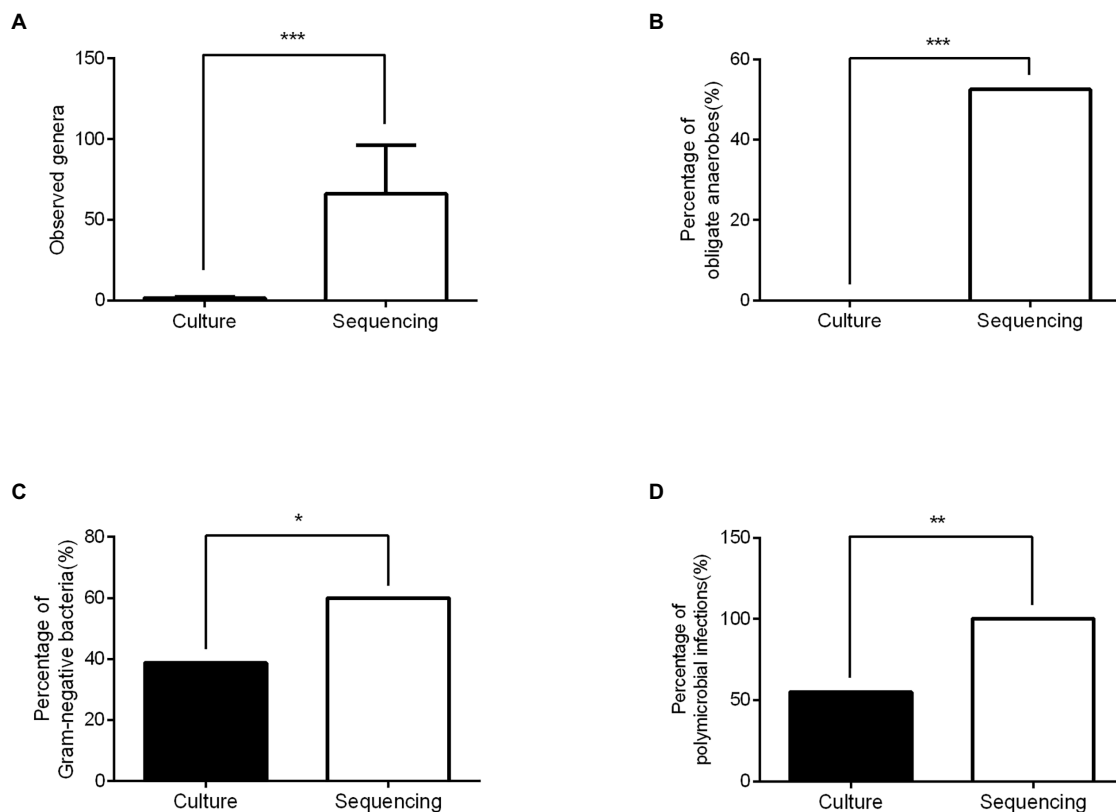 A
***
150
100
50
0
Observed genera
Culture
Sequencing
B
***
60
40
20
0
Percentage of
obligate anaerobes(%)
Culture
Sequencing
C
*
80
60
40
20
0
Percentage of
Gram-negative bacteria(%)
Culture
Sequencing
D
**
150
100
50
0
Percentage of
polymicrobial infections(%)
Culture
Sequencing